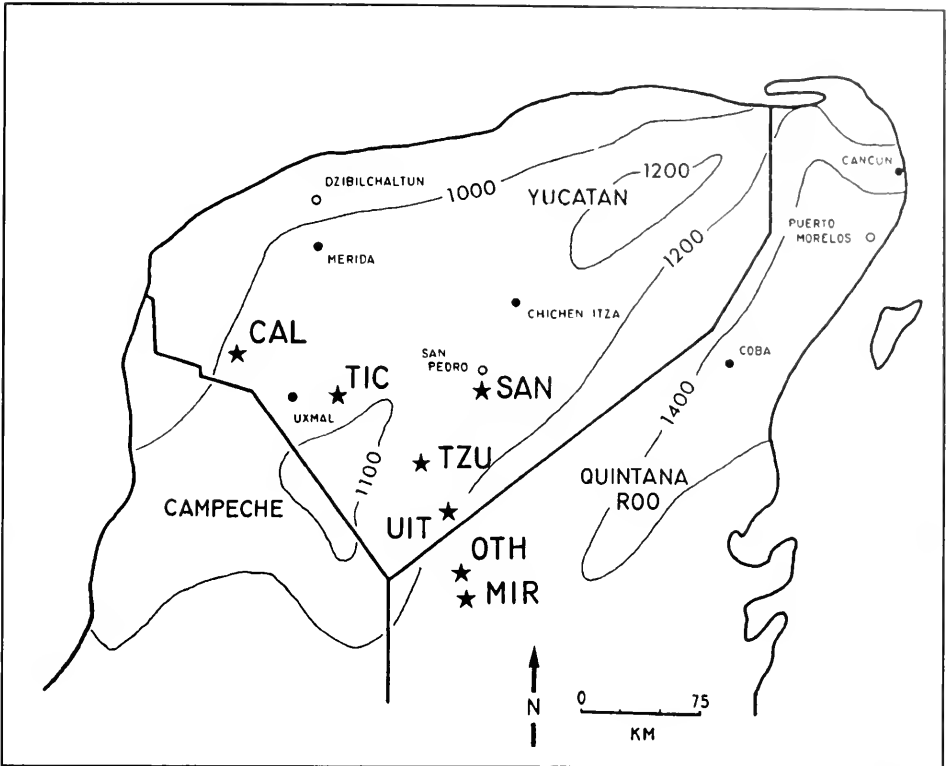 DZIBILCHALTUN
1000
1200
YUCATAN
CANCUN
MERIDA
1200
PUERTO
MORELOS
CHICHEN ITZA
CAL
SAN
PEDRO
COBA
TIC
SAN
1400
UXMAL
TZU
1100
QUINTANA
ROO
CAMPECHE
UIT
OTH
MIR
N
0 75
KM